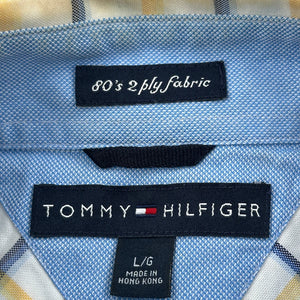 80's 2 ply fabric
TOMMY HILFIGER
L/G
MADE IN
HONG KONG